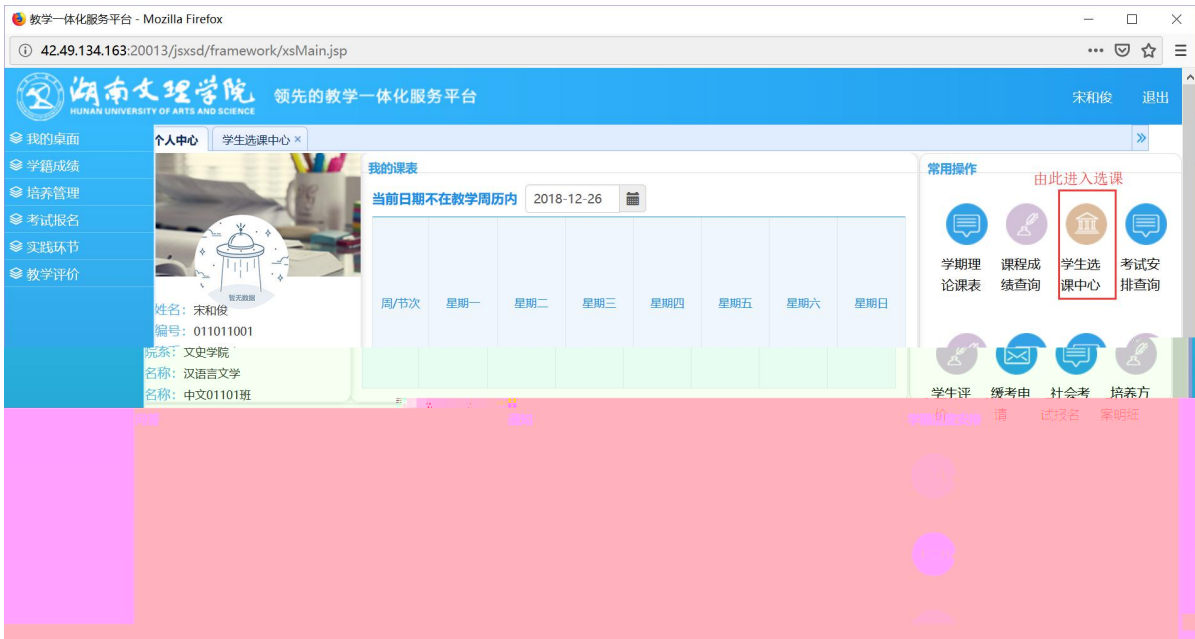 教学一体化服务平台 - Mozilla Firefox
42.49.134.163:20013/jsxsd/framework/xsMain.jsp
湖南文理学院
HUNAN UNIVERSITY OF ARTS AND SCIENCE
领先的教学一体化服务平台
宋和俊 退出
我的桌面
学籍成绩
培养管理
考试报名
实践环节
教学评价
个人中心 学生选课中心 ×
暂无数据
姓名: 宋和俊
编号: 011011001
院系: 文史学院
名称: 汉语言文学
名称: 中文01101班
我的课表
当前日期不在教学周历内 2018-12-26
周/节次 星期一 星期二 星期三 星期四 星期五 星期六 星期日
常用操作
由此进入选课
学期理论课表
课程成绩查询
学生选课中心
考试安排查询
学生评价
缓考申请
社会考试报名
培养方案明细